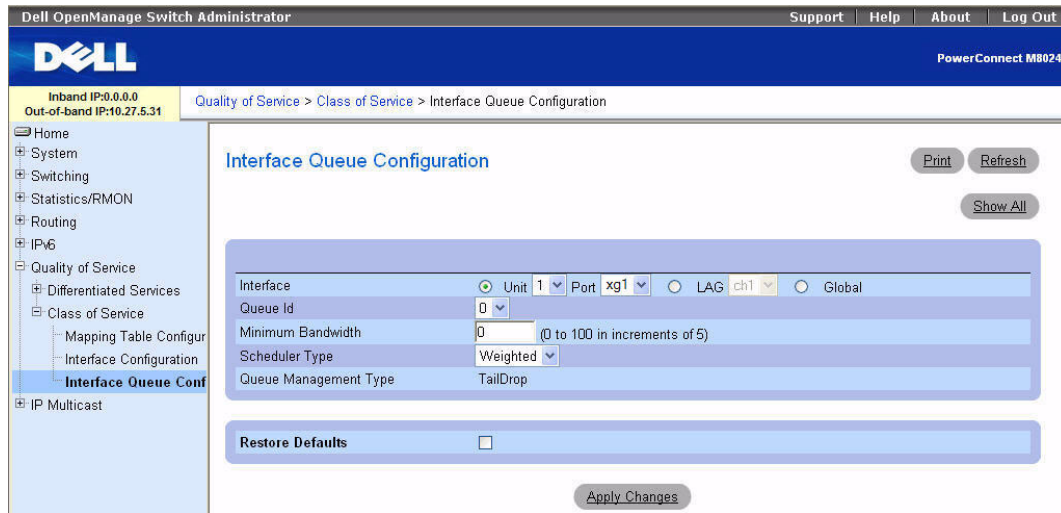 Dell OpenManage Switch Administrator
Support | Help | About | Log Out
DELL
PowerConnect M8024
Inband IP:0.0.0.0
Out-of-band IP:10.27.5.31
Quality of Service > Class of Service > Interface Queue Configuration
Home
System
Switching
Statistics/RMON
Routing
IPv6
Quality of Service
Differentiated Services
Class of Service
Mapping Table Configur
Interface Configuration
Interface Queue Conf
IP Multicast
Interface Queue Configuration
Print Refresh
Show All
Interface Unit 1 Port xg1 LAG ch1 Global
Queue Id 0
Minimum Bandwidth 0 (0 to 100 in increments of 5)
Scheduler Type Weighted
Queue Management Type TailDrop
Restore Defaults
Apply Changes